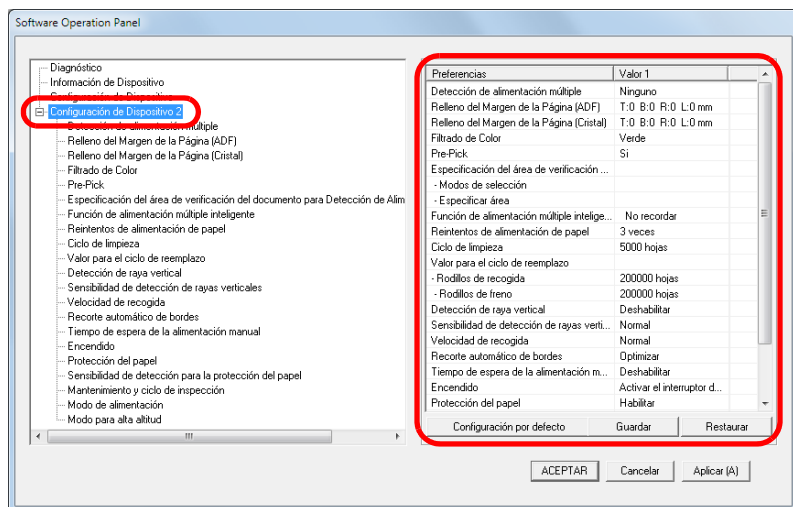 Software Operation Panel
Diagnóstico
Información de Dispositivo
Configuración de Dispositivo
Configuración de Dispositivo 2
Detección de alimentación múltiple
Relleno del Margen de la Página (ADF)
Relleno del Margen de la Página (Cristal)
Filtrado de Color
Pre-Pick
Especificación del área de verificación del documento para Detección de Alim
Función de alimentación múltiple inteligente
Reintentos de alimentación de papel
Ciclo de limpieza
Valor para el ciclo de reemplazo
Detección de raya vertical
Sensibilidad de detección de rayas verticales
Velocidad de recogida
Recorte automático de bordes
Tiempo de espera de la alimentación manual
Encendido
Protección del papel
Sensibilidad de detección para la protección del papel
Mantenimiento y ciclo de inspección
Modo de alimentación
Modo para alta altitud
Preferencias Valor 1
Detección de alimentación múltiple Ninguno
Relleno del Margen de la Página (ADF) T:0 B:0 R:0 L:0 mm
Relleno del Margen de la Página (Cristal) T:0 B:0 R:0 L:0 mm
Filtrado de Color Verde
Pre-Pick Si
Especificación del área de verificación ...
- Modos de selección
- Especificar área
Función de alimentación múltiple intelige... No recordar
Reintentos de alimentación de papel 3 veces
Ciclo de limpieza 5000 hojas
Valor para el ciclo de reemplazo
- Rodillos de recogida 200000 hojas
- Rodillos de freno 200000 hojas
Detección de raya vertical Deshabilitar
Sensibilidad de detección de rayas verti... Normal
Velocidad de recogida Normal
Recorte automático de bordes Optimizar
Tiempo de espera de la alimentación m... Deshabilitar
Encendido Activar el interruptor d...
Protección del papel Habilitar
Configuración por defecto Guardar Restaurar
ACEPTAR Cancelar Aplicar (A)